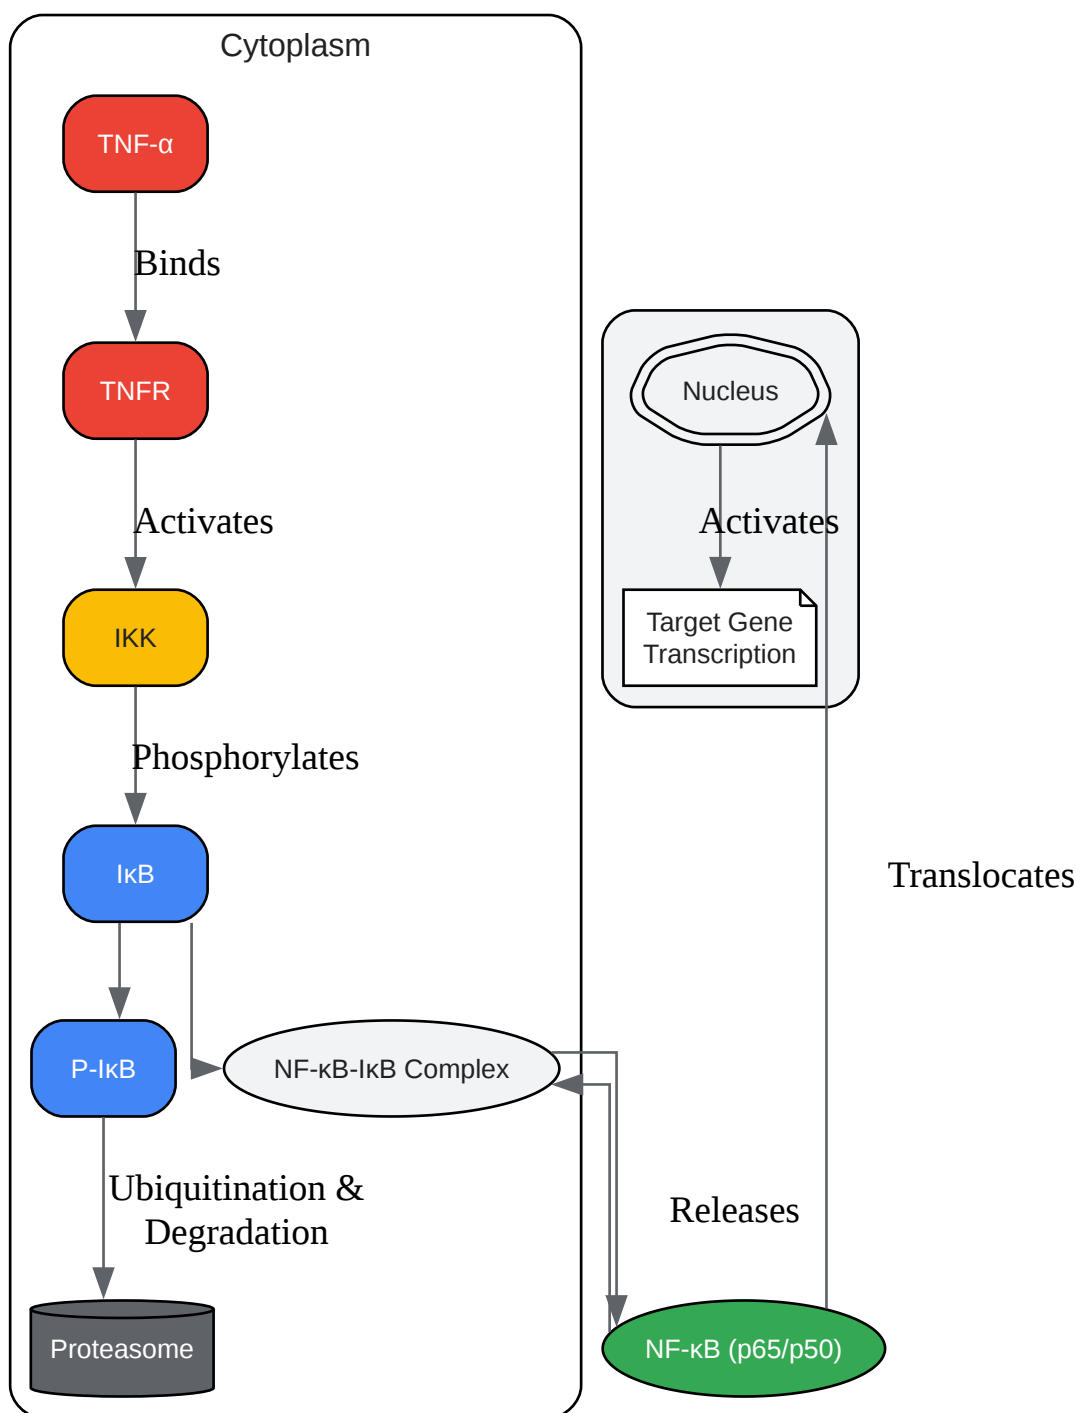 Cytoplasm
TNF-α
Binds
TNFR
Nucleus
Activates
Activates
IKK
Target Gene
Transcription
Phosphorylates
IκB
Translocates
P-IκB
NF-κB-IκB Complex
Ubiquitination &
Degradation
Releases
Proteasome
NF-κB (p65/p50)